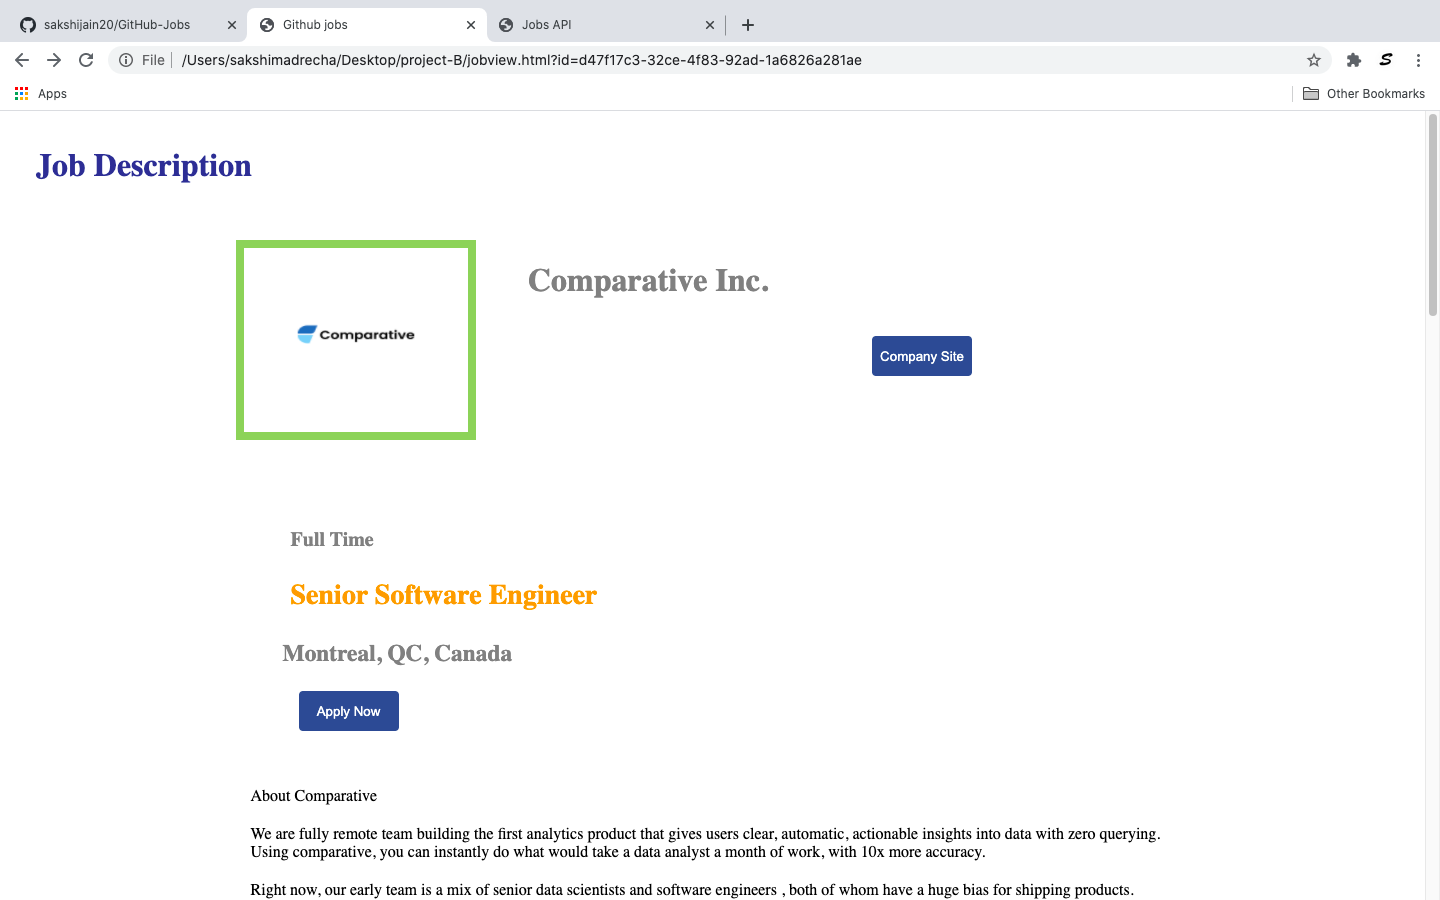 sakshijain20/GitHub-Jobs
Github jobs
Jobs API
File
/Users/sakshimadrecha/Desktop/project-B/jobview.html?id=d47f17c3-32ce-4f83-92ad-1a6826a281ae
Apps
Other Bookmarks
Job Description
Comparative
Comparative Inc.
Company Site
Full Time
Senior Software Engineer
Montreal, QC, Canada
Apply Now
About Comparative
We are fully remote team building the first analytics product that gives users clear, automatic, actionable insights into data with zero querying.
Using comparative, you can instantly do what would take a data analyst a month of work, with 10x more accuracy.
Right now, our early team is a mix of senior data scientists and software engineers , both of whom have a huge bias for shipping products.